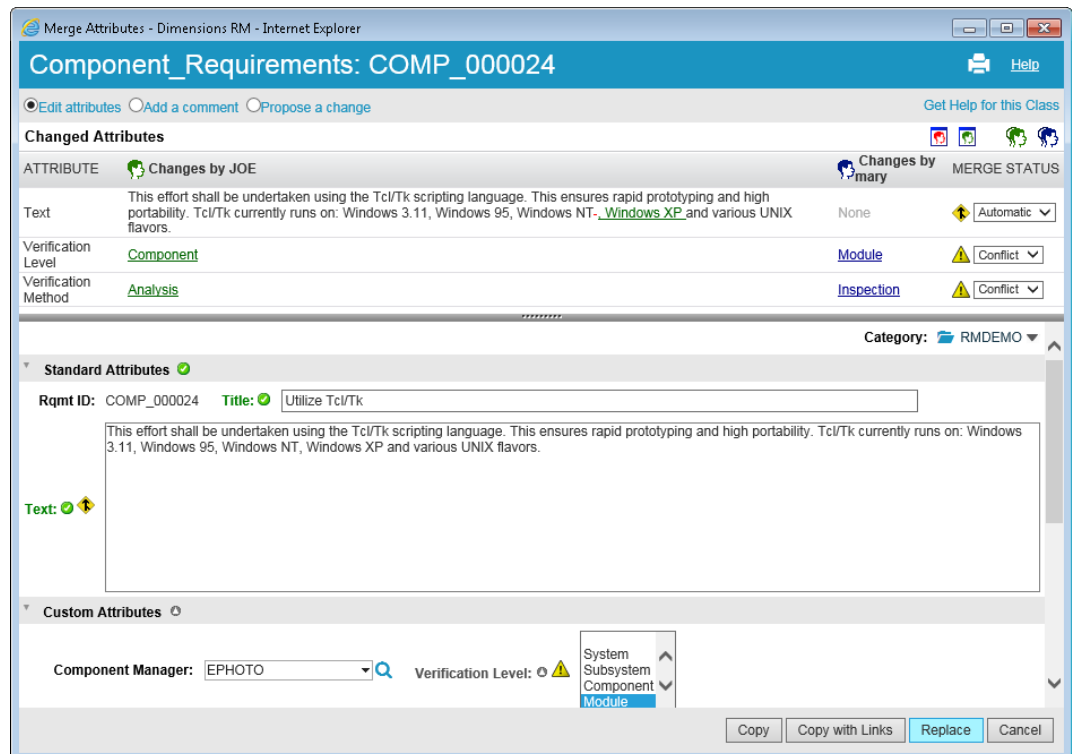 Merge Attributes - Dimensions RM - Internet Explorer
Component_Requirements: COMP_000024
Help
Edit attributes Add a comment Propose a change
Get Help for this Class
Changed Attributes
ATTRIBUTE Changes by JOE Changes by mary MERGE STATUS
Text
This effort shall be undertaken using the Tcl/Tk scripting language. This ensures rapid prototyping and high
portability. Tcl/Tk currently runs on: Windows 3.11, Windows 95, Windows NT-, Windows XP and various UNIX
flavors.
None
Automatic
Verification
Level
Component
Module
Conflict
Verification
Method
Analysis
Inspection
Conflict
Category: RMDEMO
Standard Attributes
Rqmt ID: COMP_000024 Title: Utilize Tcl/Tk
Text:
This effort shall be undertaken using the Tcl/Tk scripting language. This ensures rapid prototyping and high portability. Tcl/Tk currently runs on: Windows
3.11, Windows 95, Windows NT, Windows XP and various UNIX flavors.
Custom Attributes
Component Manager: EPHOTO
Verification Level:
System
Subsystem
Component
Module
Copy Copy with Links Replace Cancel